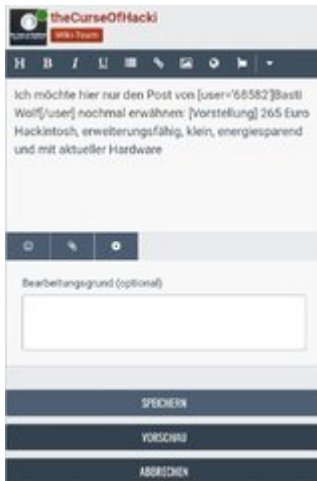 theCurseOfHacki
Wiki-Team
H B I U
Ich möchte hier nur den Post von [user='68582']Basti
Wolf[/user] nochmal erwähnen: [Vorstellung] 265 Euro
Hackintosh, erweiterungsfähig, klein, energiesparend
und mit aktueller Hardware
Bearbeitungsgrund (optional)
SPEICHERN
VORSCHAU
ABBRECHEN